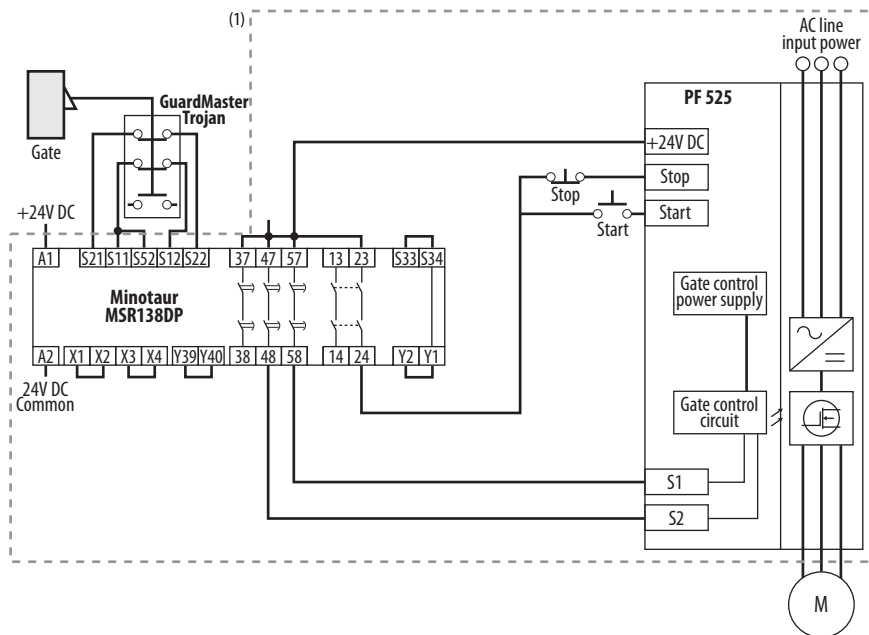 (1)
AC line
input power
GuardMaster
Trojan
PF 525
Gate
+24V DC
Stop
Start
Stop
Start
+24V DC
A1 S21 S11 S52 S12 S22 37 47 57 13 23 S33 S34
Minotaur
MSR138DP
Gate control
power supply
A2 X1 X2 X3 X4 Y39 Y40 38 48 58 14 24 Y2 Y1
24V DC
Common
Gate control
circuit
S1
S2
M